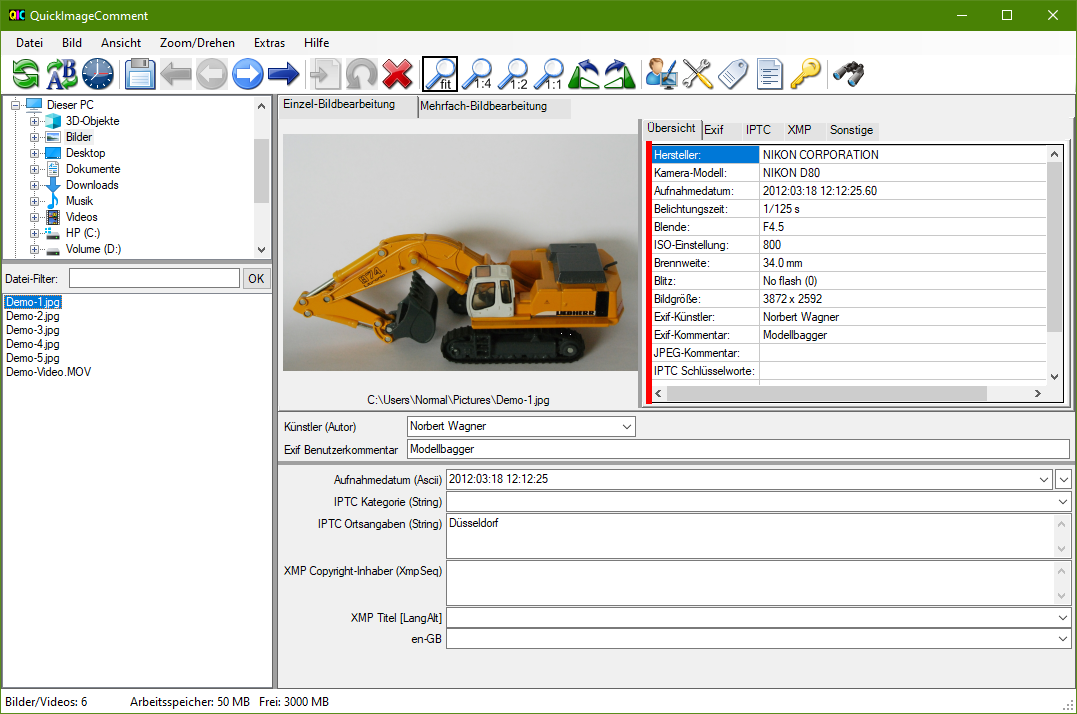 QuickImageComment
Datei Bild Ansicht Zoom/Drehen Extras Hilfe
fit 1:4 1:2 1:1
Dieser PC
3D-Objekte
Bilder
Desktop
Dokumente
Downloads
Musik
Videos
HP (C:)
Volume (D:)
Datei-Filter: OK
Demo-1.jpg
Demo-2.jpg
Demo-3.jpg
Demo-4.jpg
Demo-5.jpg
Demo-Video.MOV
Einzel-Bildbearbeitung Mehrfach-Bildbearbeitung
974
LIEBHERR
C:\Users\Normal\Pictures\Demo-1.jpg
Übersicht Exif IPTC XMP Sonstige
Hersteller: NIKON CORPORATION
Kamera-Modell: NIKON D80
Aufnahmedatum: 2012:03:18 12:12:25.60
Belichtungszeit: 1/125 s
Blende: F4.5
ISO-Einstellung: 800
Brennweite: 34.0 mm
Blitz: No flash (0)
Bildgröße: 3872 x 2592
Exif-Künstler: Norbert Wagner
Exif-Kommentar: Modellbagger
JPEG-Kommentar:
IPTC Schlüsselworte:
Künstler (Autor) Norbert Wagner
Exif Benutzerkommentar Modellbagger
Aufnahmedatum (Ascii) 2012:03:18 12:12:25
IPTC Kategorie (String)
IPTC Ortsangaben (String) Düsseldorf
XMP Copyright-Inhaber (XmpSeq)
XMP Titel [LangAlt]
en-GB
Bilder/Videos: 6 Arbeitsspeicher: 50 MB Frei: 3000 MB